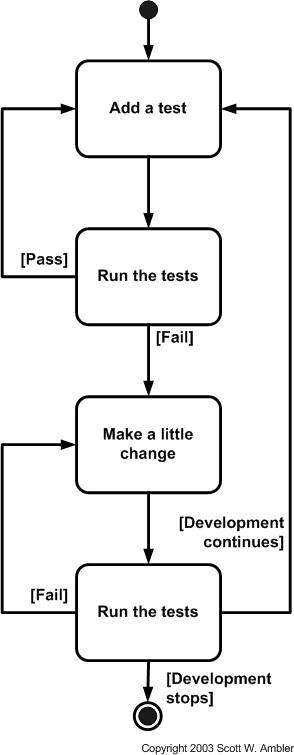 Add a test
[Pass]
Run the tests
[Fail]
Make a little
change
[Development
continues]
[Fail]
Run the tests
[Development
stops]
Copyright 2003 Scott W. Ambler